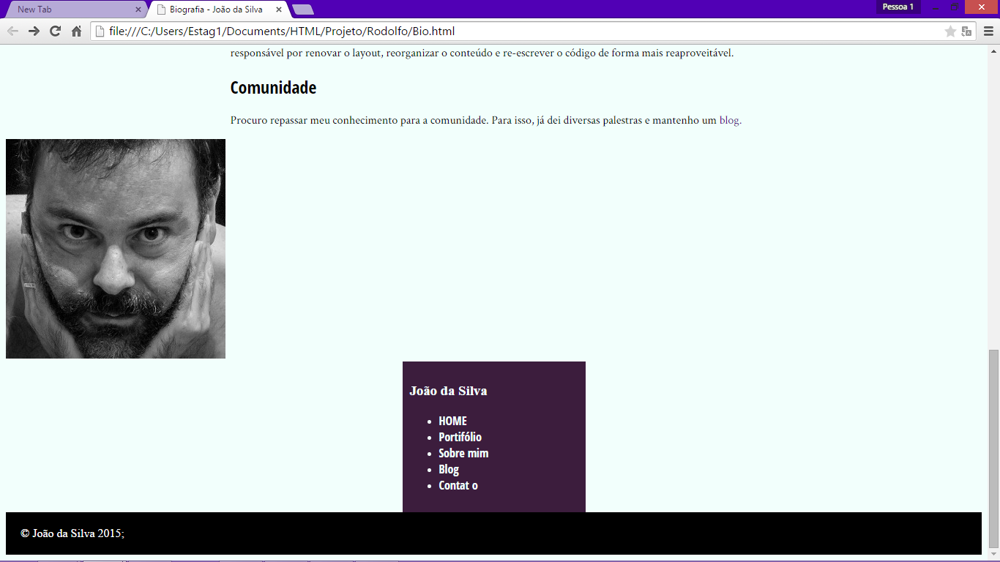 New Tab
Biografia - João da Silva
Pessoa 1
file:///C:/Users/Estag1/Documents/HTML/Projeto/Rodolfo/Bio.html
responsável por renovar o layout, reorganizar o conteúdo e re-escrever o código de forma mais reaproveitável.
Comunidade
Procuro repassar meu conhecimento para a comunidade. Para isso, já dei diversas palestras e mantenho um blog.
João da Silva
• HOME
• Portifólio
• Sobre mim
• Blog
• Contat o
© João da Silva 2015;